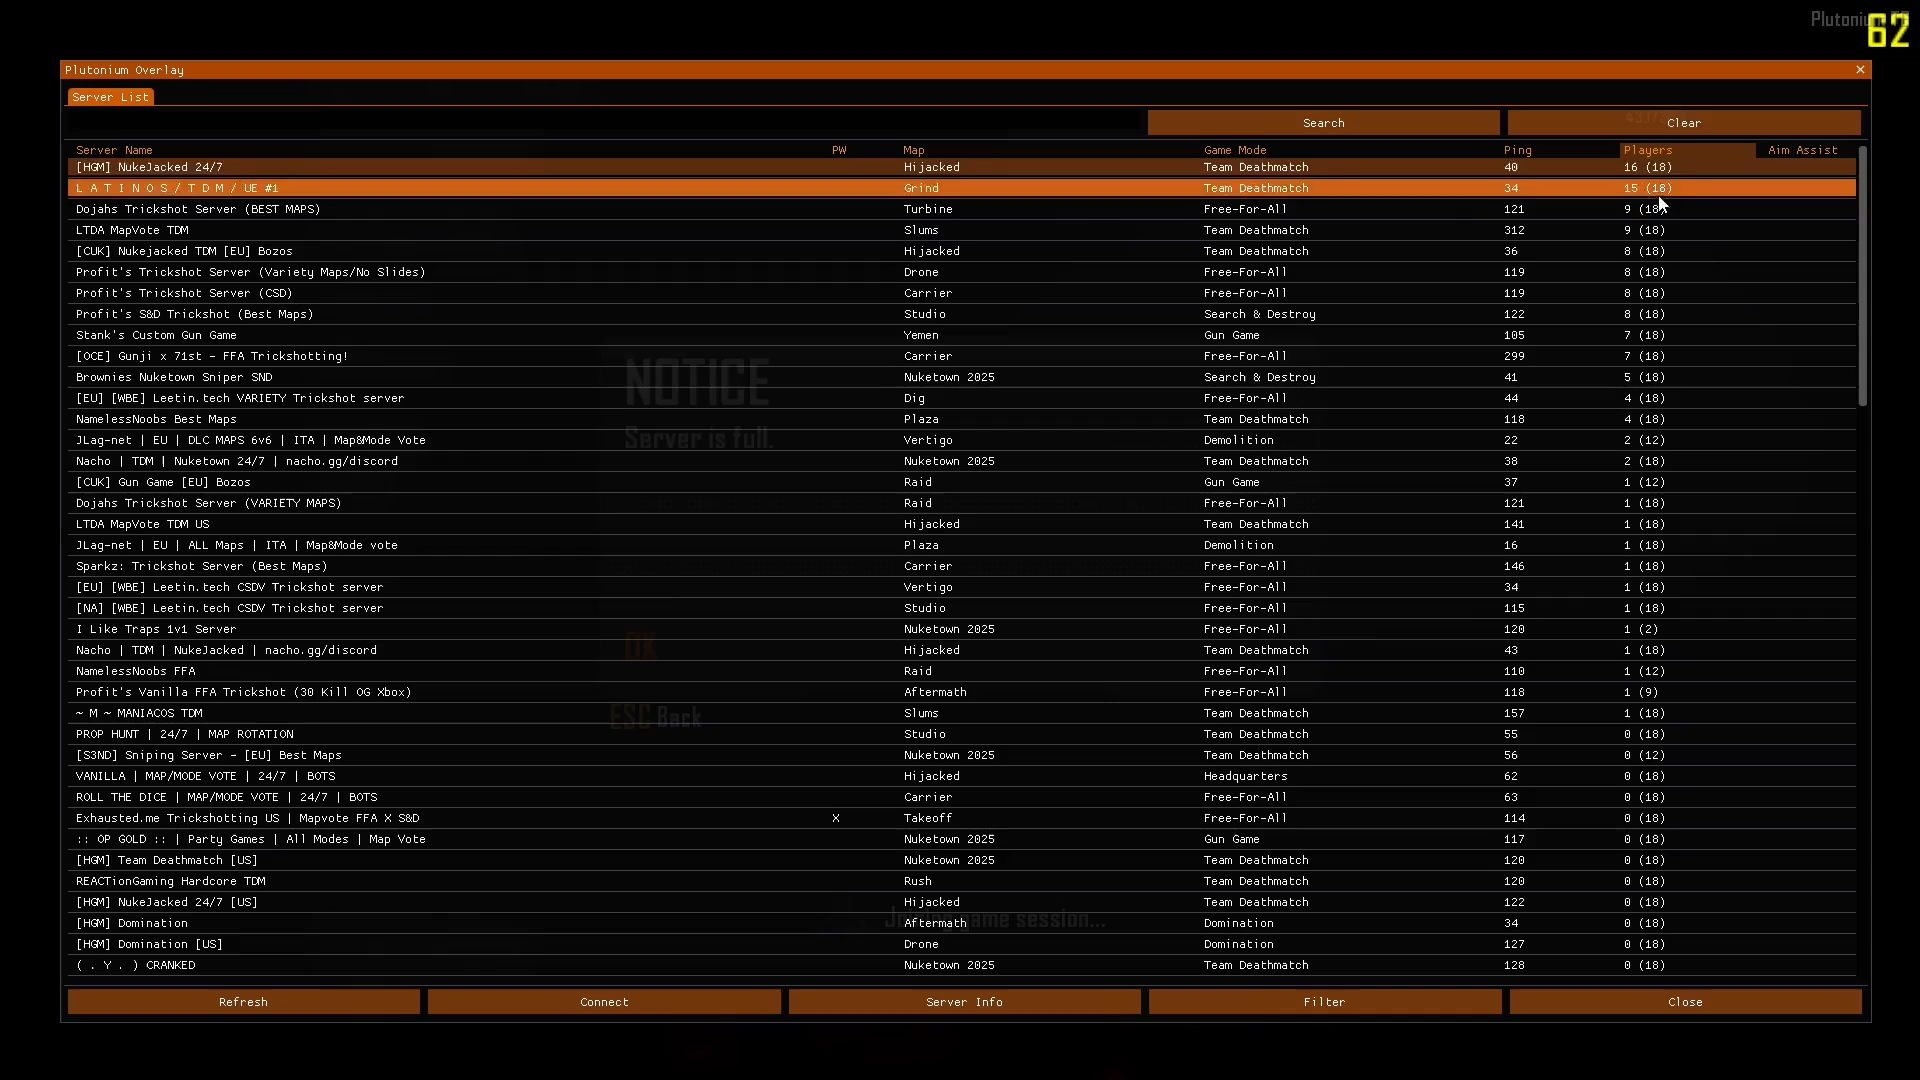 Plutoni
62
Plutonium Overlay ×
Server List
Search Clear
Server Name PW Map Game Mode Ping Players Aim Assist
[HGM] NukeJacked 24/7 Hijacked Team Deathmatch 40 16 (18)
L A T I N O S / T D M / UE #1 Grind Team Deathmatch 34 15 (18)
Dojahs Trickshot Server (BEST MAPS) Turbine Free-For-All 121 9 (18)
LTDA MapVote TDM Slums Team Deathmatch 312 9 (18)
[CUK] Nukejacked TDM [EU] Bozos Hijacked Team Deathmatch 36 8 (18)
Profit's Trickshot Server (Variety Maps/No Slides) Drone Free-For-All 119 8 (18)
Profit's Trickshot Server (CSD) Carrier Free-For-All 119 8 (18)
Profit's S&D Trickshot (Best Maps) Studio Search & Destroy 122 8 (18)
Stank's Custom Gun Game Yemen Gun Game 105 7 (18)
[OCE] Gunji x 71st - FFA Trickshotting! Carrier Free-For-All 299 7 (18)
Brownies Nuketown Sniper SND Nuketown 2025 Search & Destroy 41 5 (18)
[EU] [WBE] Leetin.tech VARIETY Trickshot server Dig Free-For-All 44 4 (18)
NamelessNoobs Best Maps Plaza Team Deathmatch 118 4 (18)
JLag-net | EU | DLC MAPS 6v6 | ITA | Map&Mode Vote Vertigo Demolition 22 2 (12)
Nacho | TDM | Nuketown 24/7 | nacho.gg/discord Nuketown 2025 Team Deathmatch 38 2 (18)
[CUK] Gun Game [EU] Bozos Raid Gun Game 37 1 (12)
Dojahs Trickshot Server (VARIETY MAPS) Raid Free-For-All 121 1 (18)
LTDA MapVote TDM US Hijacked Team Deathmatch 141 1 (18)
JLag-net | EU | ALL Maps | ITA | Map&Mode vote Plaza Demolition 16 1 (18)
Sparkz: Trickshot Server (Best Maps) Carrier Free-For-All 146 1 (18)
[EU] [WBE] Leetin.tech CSDV Trickshot server Vertigo Free-For-All 34 1 (18)
[NA] [WBE] Leetin.tech CSDV Trickshot server Studio Free-For-All 115 1 (18)
I Like Traps 1v1 Server Nuketown 2025 Free-For-All 120 1 (2)
Nacho | TDM | NukeJacked | nacho.gg/discord Hijacked Team Deathmatch 43 1 (18)
NamelessNoobs FFA Raid Free-For-All 110 1 (12)
Profit's Vanilla FFA Trickshot (30 Kill OG Xbox) Aftermath Free-For-All 118 1 (9)
~ M ~ MANIACOS TDM Slums Team Deathmatch 157 1 (18)
PROP HUNT | 24/7 | MAP ROTATION Studio Team Deathmatch 55 0 (18)
[S3ND] Sniping Server - [EU] Best Maps Nuketown 2025 Team Deathmatch 56 0 (12)
VANILLA | MAP/MODE VOTE | 24/7 | BOTS Hijacked Headquarters 62 0 (18)
ROLL THE DICE | MAP/MODE VOTE | 24/7 | BOTS Carrier Free-For-All 63 0 (18)
Exhausted.me Trickshotting US | Mapvote FFA X S&D X Takeoff Free-For-All 114 0 (18)
:: OP GOLD :: | Party Games | All Modes | Map Vote Nuketown 2025 Gun Game 117 0 (18)
[HGM] Team Deathmatch [US] Nuketown 2025 Team Deathmatch 120 0 (18)
REACTionGaming Hardcore TDM Rush Team Deathmatch 120 0 (18)
[HGM] NukeJacked 24/7 [US] Hijacked Team Deathmatch 122 0 (18)
[HGM] Domination Aftermath Domination 34 0 (18)
[HGM] Domination [US] Drone Domination 127 0 (18)
( . Y . ) CRANKED Nuketown 2025 Team Deathmatch 128 0 (18)
NOTICE
Server is full.
OK
ESC Back
Joining game session...
Refresh Connect Server Info Filter Close